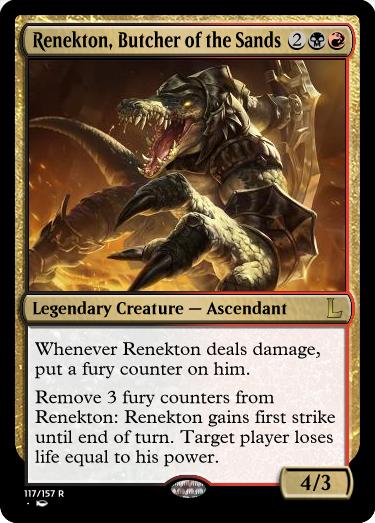 Renekton, Butcher of the Sands 2
Legendary Creature — Ascendant L
Whenever Renekton deals damage,
put a fury counter on him.
Remove 3 fury counters from
Renekton: Renekton gains first strike
until end of turn. Target player loses
life equal to his power.
4/3
117/157 R